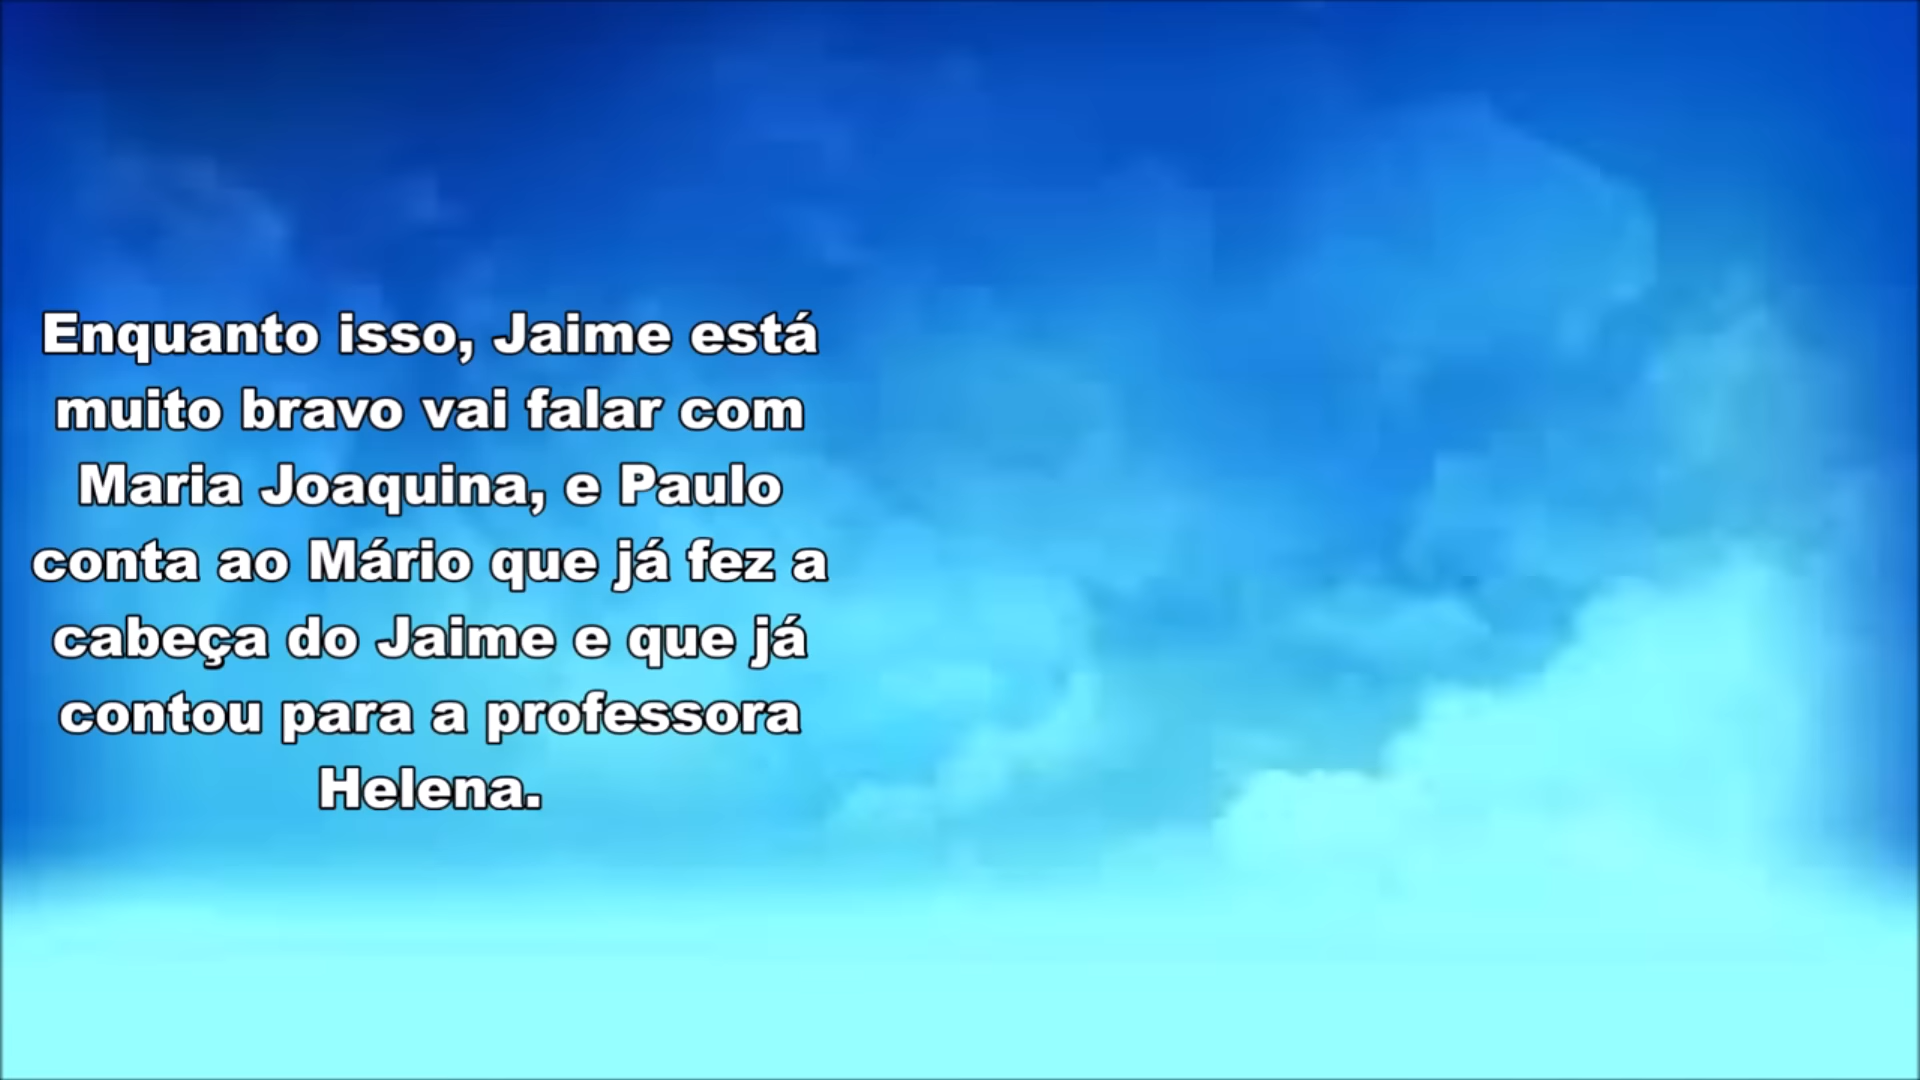 Enquanto isso, Jaime está
muito bravo vai falar com
Maria Joaquina, e Paulo
conta ao Mário que já fez a
cabeça do Jaime e que já
contou para a professora
Helena.